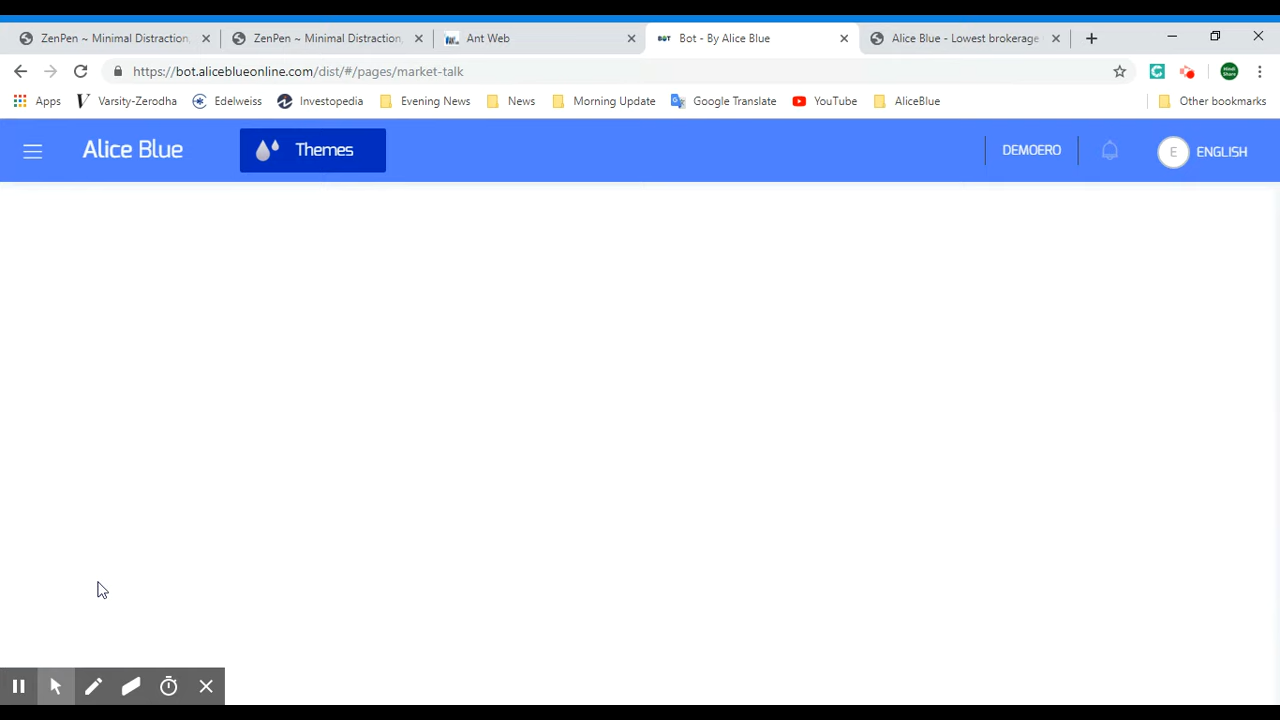 ZenPen ~ Minimal Distraction, ZenPen ~ Minimal Distraction, Ant Web BOT Bot - By Alice Blue Alice Blue - Lowest brokerage
https://bot.aliceblueonline.com/dist/#/pages/market-talk
Apps Varsity-Zerodha Edelweiss Investopedia Evening News News Morning Update Google Translate YouTube AliceBlue Other bookmarks
Alice Blue Themes DEMOERO E ENGLISH